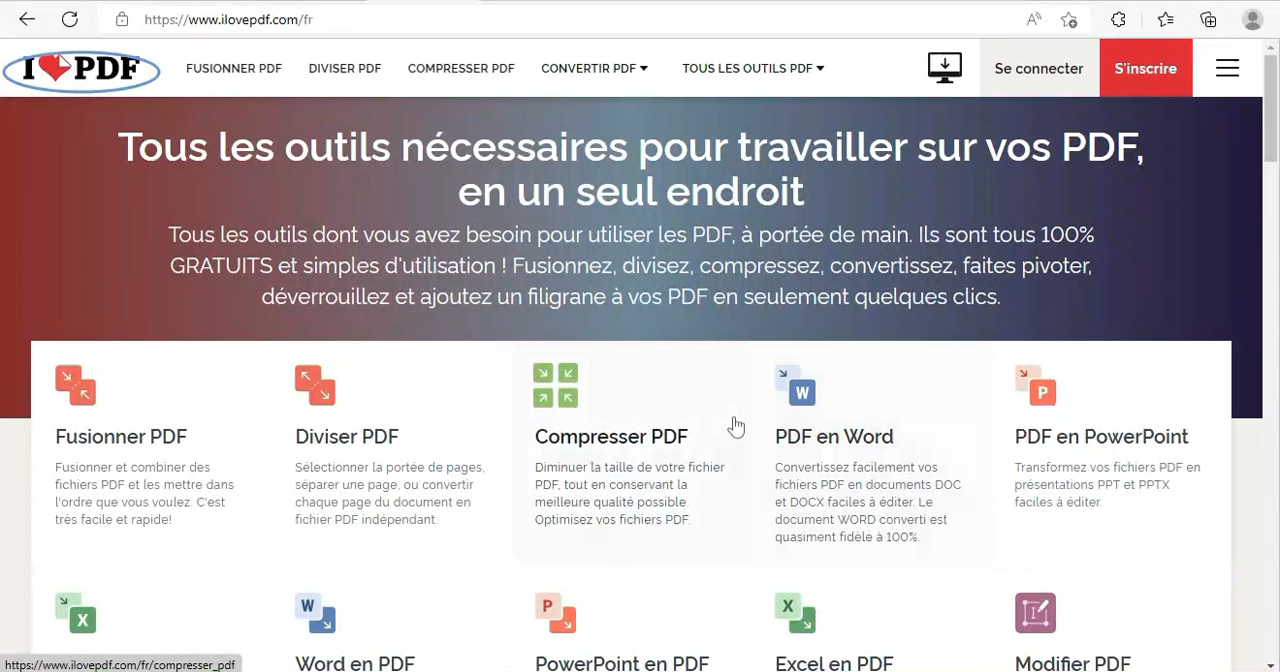 https://www.ilovepdf.com/fr
I PDF
FUSIONNER PDF
DIVISER PDF
COMPRESSER PDF
CONVERTIR PDF
TOUS LES OUTILS PDF
Se connecter
S'inscrire
Tous les outils nécessaires pour travailler sur vos PDF,
en un seul endroit
Tous les outils dont vous avez besoin pour utiliser les PDF, à portée de main. Ils sont tous 100%
GRATUITS et simples d'utilisation ! Fusionnez, divisez, compressez, convertissez, faites pivoter,
déverrouillez et ajoutez un filigrane à vos PDF en seulement quelques clics.
Fusionner PDF
Fusionner et combiner des
fichiers PDF et les mettre dans
l'ordre que vous voulez. C'est
très facile et rapide!
Diviser PDF
Sélectionner la portée de pages,
séparer une page, ou convertir
chaque page du document en
fichier PDF indépendant.
Compresser PDF
Diminuer la taille de votre fichier
PDF, tout en conservant la
meilleure qualité possible.
Optimisez vos fichiers PDF.
W
PDF en Word
Convertissez facilement vos
fichiers PDF en documents DOC
et DOCX faciles à éditer. Le
document WORD converti est
quasiment fidèle à 100%.
P
PDF en PowerPoint
Transformez vos fichiers PDF en
présentations PPT et PPTX
faciles à éditer.
X
W
Word en PDF
P
PowerPoint en PDF
X
Excel en PDF
Modifier PDF
https://www.ilovepdf.com/fr/compresser_pdf